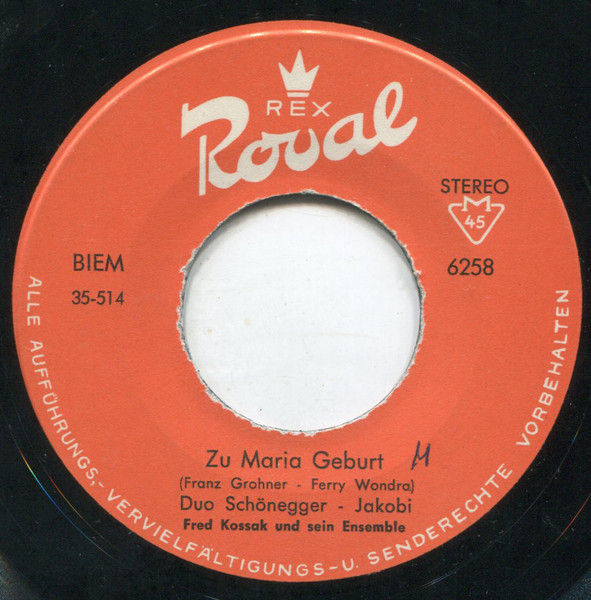 REX
Royal
STEREO
M
45
BIEM
35-514
6258
Zu Maria Geburt M
(Franz Grohner - Ferry Wondra)
Duo Schönegger - Jakobi
Fred Kossak und sein Ensemble
ALLE AUFFÜHRUNGS,- VERVIELFÄLTIGUNGS-U. SENDERECHTE VORBEHALTEN